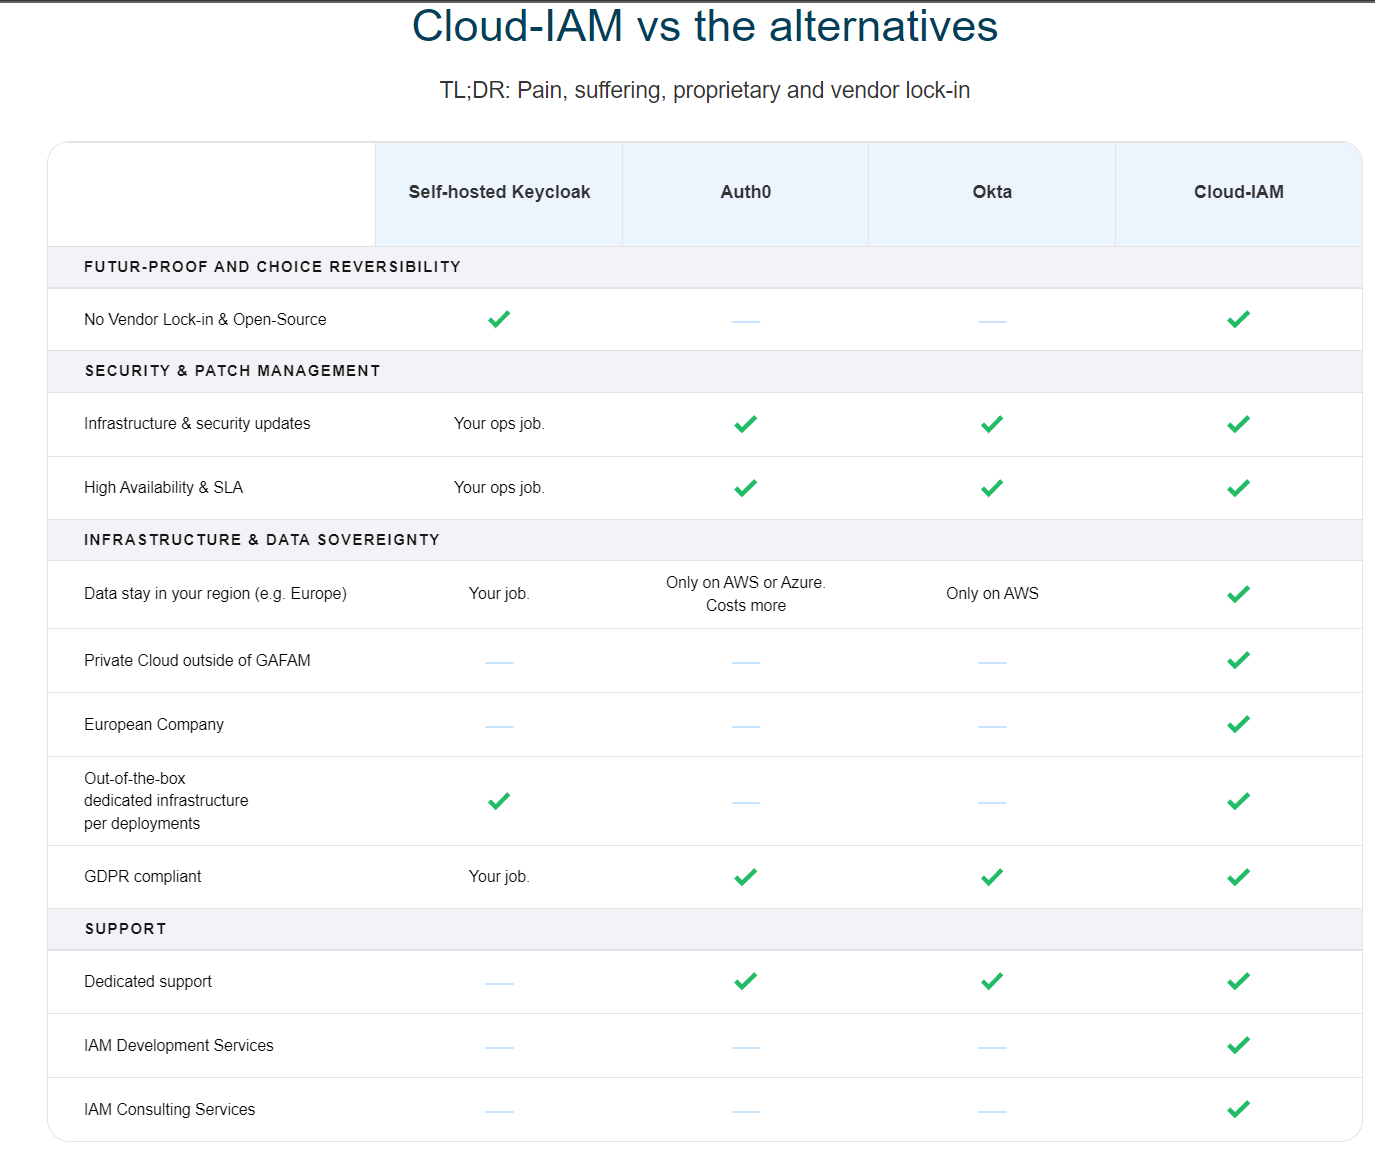 Cloud-IAM vs the alternatives
TL;DR: Pain, suffering, proprietary and vendor lock-in
Self-hosted Keycloak Auth0 Okta Cloud-IAM
FUTUR-PROOF AND CHOICE REVERSIBILITY
No Vendor Lock-in & Open-Source
SECURITY & PATCH MANAGEMENT
Infrastructure & security updates Your ops job.
High Availability & SLA Your ops job.
INFRASTRUCTURE & DATA SOVEREIGNTY
Data stay in your region (e.g. Europe) Your job. Only on AWS or Azure. Only on AWS
Costs more
Private Cloud outside of GAFAM
European Company
Out-of-the-box
dedicated infrastructure
per deployments
GDPR compliant Your job.
SUPPORT
Dedicated support
IAM Development Services
IAM Consulting Services